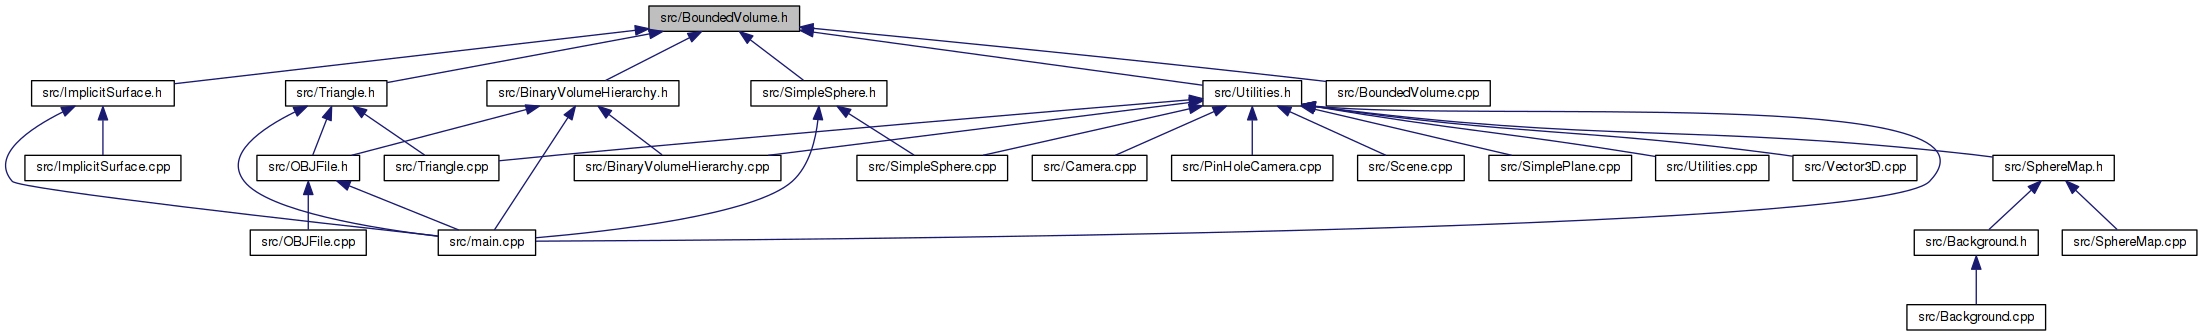 src/BoundedVolume.h
src/ImplicitSurface.h
src/Triangle.h
src/BinaryVolumeHierarchy.h
src/SimpleSphere.h
src/Utilities.h
src/BoundedVolume.cpp
src/ImplicitSurface.cpp
src/OBJFile.h
src/Triangle.cpp
src/BinaryVolumeHierarchy.cpp
src/SimpleSphere.cpp
src/Camera.cpp
src/PinHoleCamera.cpp
src/Scene.cpp
src/SimplePlane.cpp
src/Utilities.cpp
src/Vector3D.cpp
src/SphereMap.h
src/OBJFile.cpp
src/main.cpp
src/Background.h
src/SphereMap.cpp
src/Background.cpp